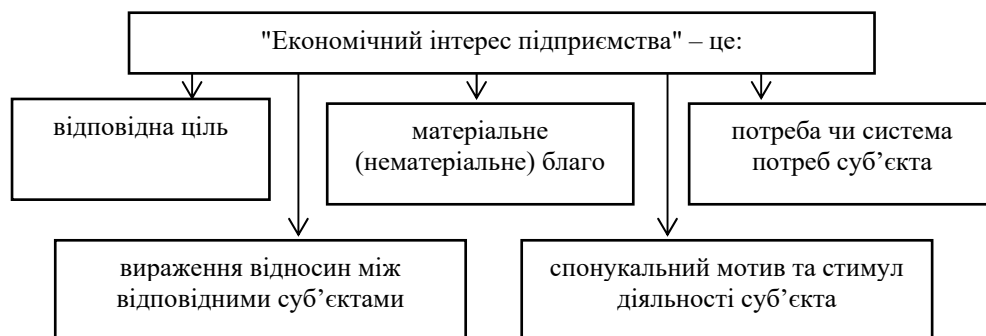 "Економічний інтерес підприємства" – це:
відповідна ціль
матеріальне
(нематеріальне) благо
потреба чи система
потреб суб’єкта
вираження відносин між
відповідними суб’єктами
спонукальний мотив та стимул
діяльності суб’єкта